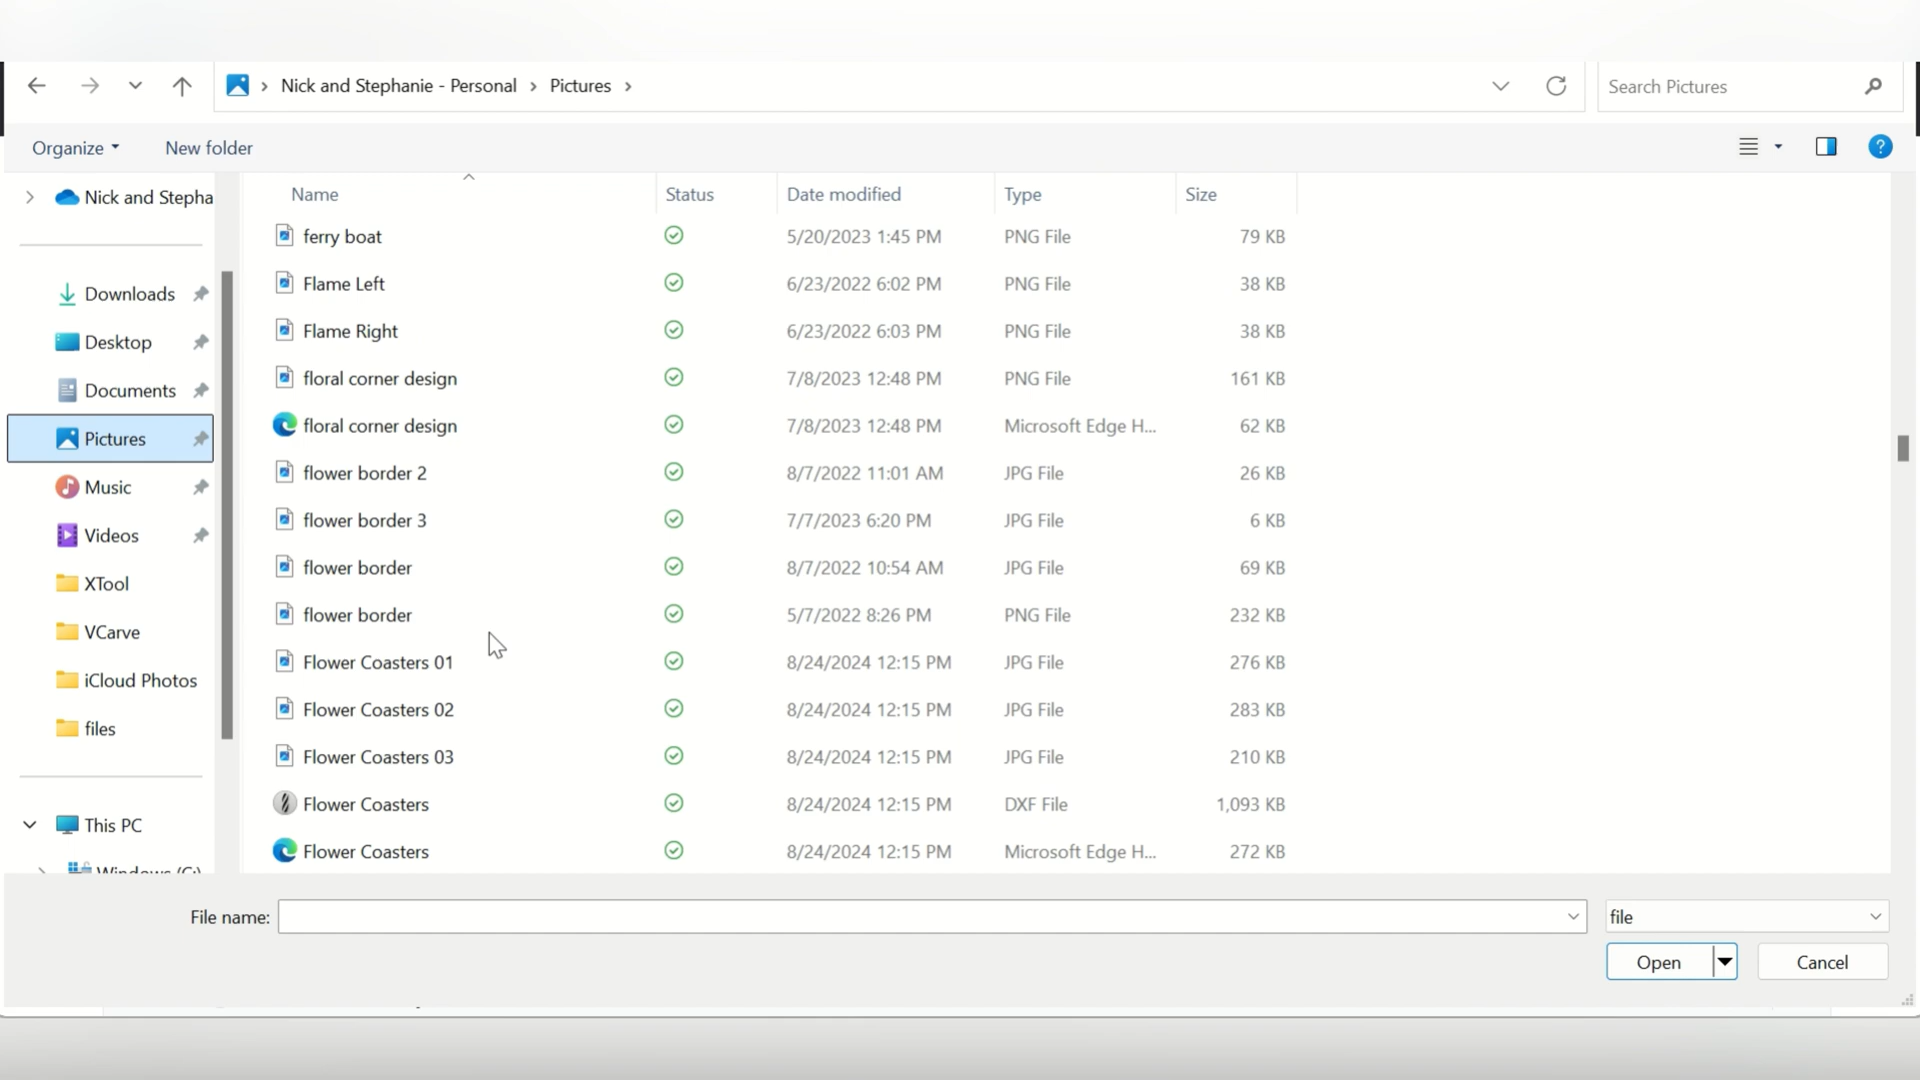 Nick and Stephanie - Personal > Pictures >
Search Pictures
Organize
New folder
?
Nick and Stepha
Downloads
Desktop
Documents
Pictures
Music
Videos
XTool
VCarve
iCloud Photos
files
This PC
Windows (C:)
Name Status Date modified Type Size
ferry boat 5/20/2023 1:45 PM PNG File 79 KB
Flame Left 6/23/2022 6:02 PM PNG File 38 KB
Flame Right 6/23/2022 6:03 PM PNG File 38 KB
floral corner design 7/8/2023 12:48 PM PNG File 161 KB
floral corner design 7/8/2023 12:48 PM Microsoft Edge H... 62 KB
flower border 2 8/7/2022 11:01 AM JPG File 26 KB
flower border 3 7/7/2023 6:20 PM JPG File 6 KB
flower border 8/7/2022 10:54 AM JPG File 69 KB
flower border 5/7/2022 8:26 PM PNG File 232 KB
Flower Coasters 01 8/24/2024 12:15 PM JPG File 276 KB
Flower Coasters 02 8/24/2024 12:15 PM JPG File 283 KB
Flower Coasters 03 8/24/2024 12:15 PM JPG File 210 KB
Flower Coasters 8/24/2024 12:15 PM DXF File 1,093 KB
Flower Coasters 8/24/2024 12:15 PM Microsoft Edge H... 272 KB
File name:
file
Open
Cancel